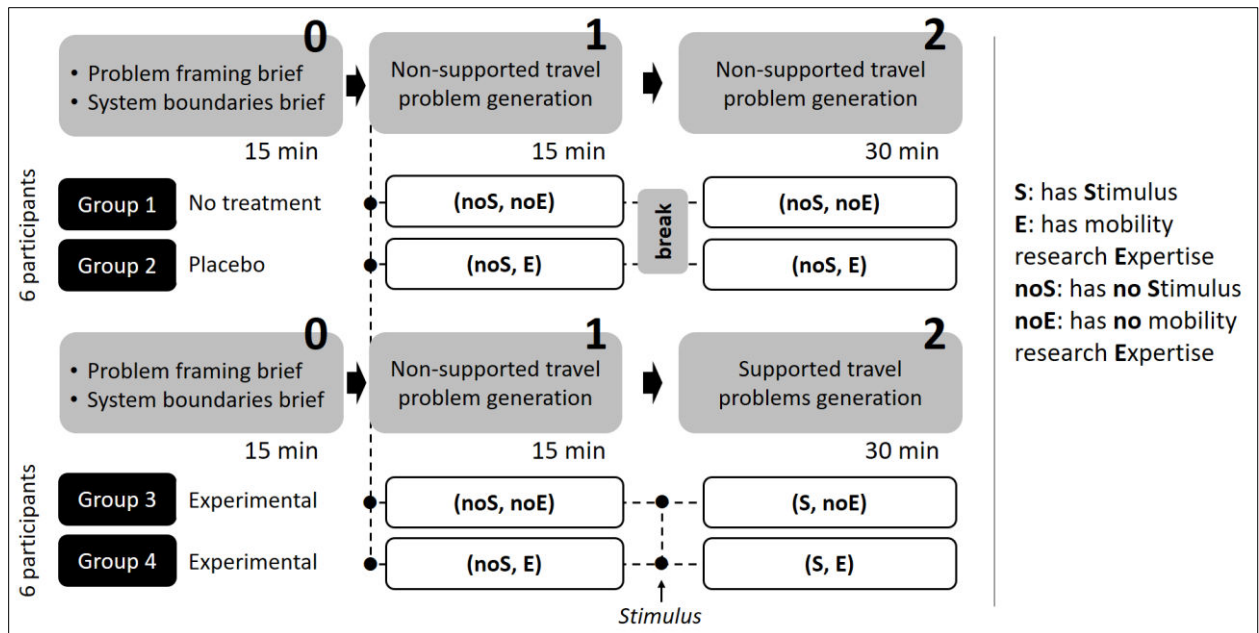 0
• Problem framing brief
• System boundaries brief
15 min
1
Non-supported travel
problem generation
15 min
2
Non-supported travel
problem generation
30 min
6 participants
Group 1
No treatment
(noS, noE)
(noS, noE)
break
Group 2
Placebo
(noS, E)
(noS, E)
0
• Problem framing brief
• System boundaries brief
15 min
1
Non-supported travel
problem generation
15 min
2
Supported travel
problems generation
30 min
6 participants
Group 3
Experimental
(noS, noE)
(S, noE)
Group 4
Experimental
(noS, E)
(S, E)
Stimulus
S: has Stimulus
E: has mobility
research Expertise
noS: has no Stimulus
noE: has no mobility
research Expertise